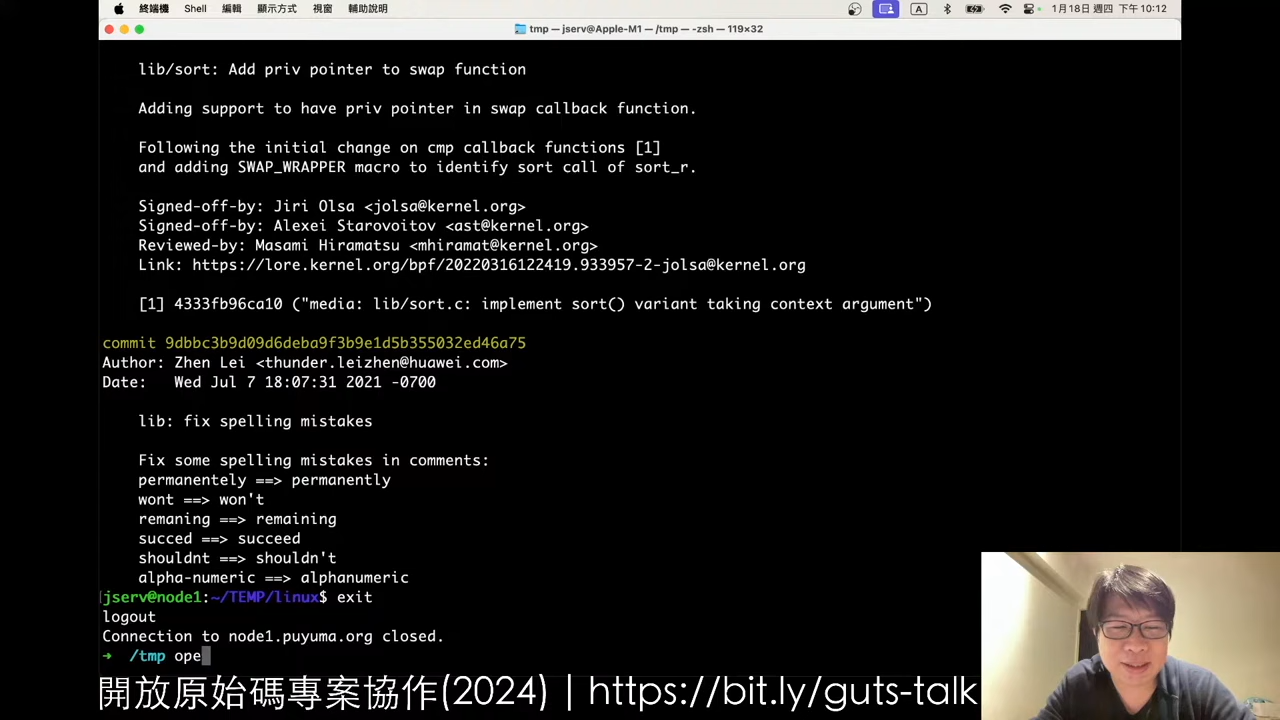 終端機 Shell 編輯 顯示方式 視窗 輔助說明 A 1月18日 週四 下午10:12
tmp — jserv@Apple-M1 — /tmp — -zsh — 119×32
lib/sort: Add priv pointer to swap function
Adding support to have priv pointer in swap callback function.
Following the initial change on cmp callback functions [1]
and adding SWAP_WRAPPER macro to identify sort call of sort_r.
Signed-off-by: Jiri Olsa <jolsa@kernel.org>
Signed-off-by: Alexei Starovoitov <ast@kernel.org>
Reviewed-by: Masami Hiramatsu <mhiramat@kernel.org>
Link: https://lore.kernel.org/bpf/20220316122419.933957-2-jolsa@kernel.org
[1] 4333fb96ca10 ("media: lib/sort.c: implement sort() variant taking context argument")
commit 9dbbc3b9d09d6deba9f3b9e1d5b355032ed46a75
Author: Zhen Lei <thunder.leizhen@huawei.com>
Date: Wed Jul 7 18:07:31 2021 -0700
lib: fix spelling mistakes
Fix some spelling mistakes in comments:
permanentely ==> permanently
wont ==> won't
remaning ==> remaining
succed ==> succeed
shouldnt ==> shouldn't
alpha-numeric ==> alphanumeric
jserv@node1:~/TEMP/linux$ exit
logout
Connection to node1.puyuma.org closed.
➜ /tmp ope
開放原始碼專案協作(2024) | https://bit.ly/guts-talk